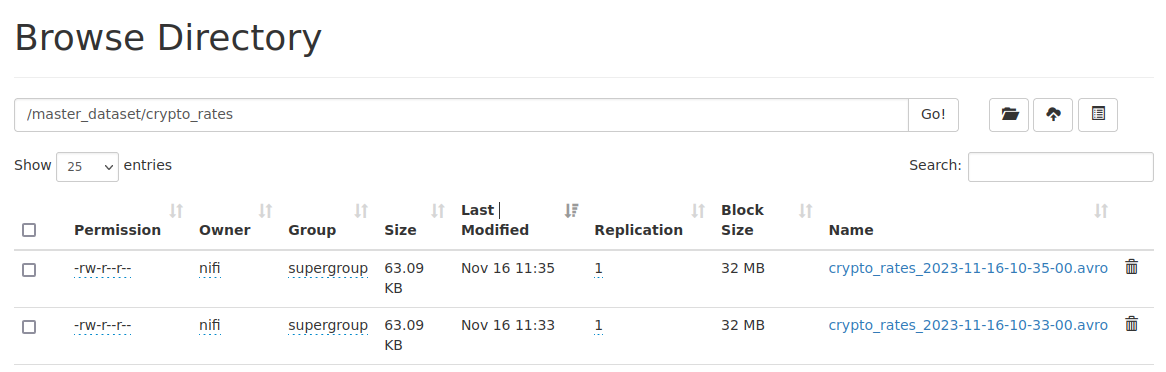 Browse Directory
/master_dataset/crypto_rates Go!
Show 25 entries Search:
Permission Owner Group Size Last Modified Replication Block Size Name
-rw-r--r-- nifi supergroup 63.09 KB Nov 16 11:35 1 32 MB crypto_rates_2023-11-16-10-35-00.avro
-rw-r--r-- nifi supergroup 63.09 KB Nov 16 11:33 1 32 MB crypto_rates_2023-11-16-10-33-00.avro